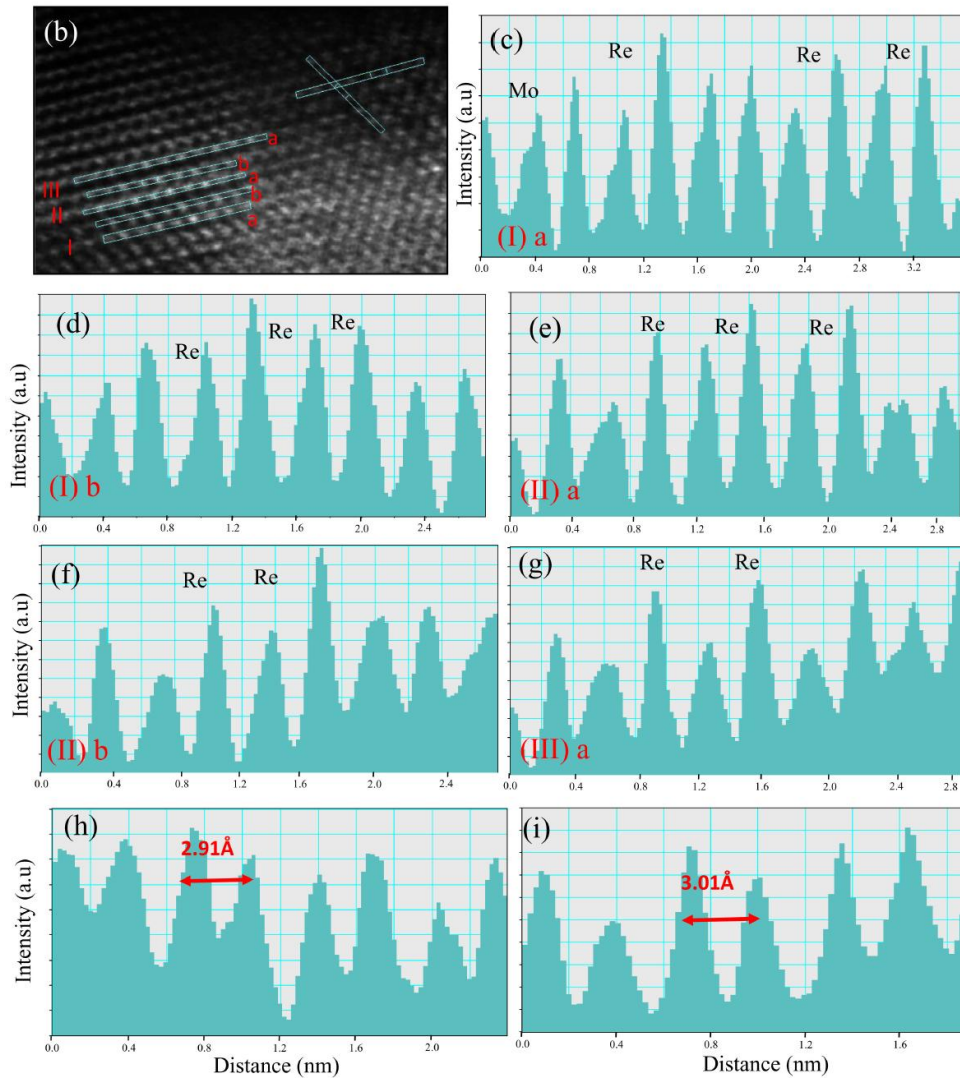 (b)
a
b
a
b
a
III
II
I
(c)
Mo
Re
Re
Re
(I) a
Intensity (a.u)
0.0 0.4 0.8 1.2 1.6 2.0 2.4 2.8 3.2
(d)
Re
Re
Re
(I) b
Intensity (a.u)
0.0 0.4 0.8 1.2 1.6 2.0 2.4
(e)
Re
Re
Re
(II) a
0.0 0.4 0.8 1.2 1.6 2.0 2.4 2.8
(f)
Re
Re
(II) b
Intensity (a.u)
0.0 0.4 0.8 1.2 1.6 2.0 2.4
(g)
Re
Re
(III) a
0.0 0.4 0.8 1.2 1.6 2.0 2.4 2.8
(h)
2.91Å
Intensity (a.u)
0.0 0.4 0.8 1.2 1.6 2.0
Distance (nm)
(i)
3.01Å
0.0 0.4 0.8 1.2 1.6
Distance (nm)